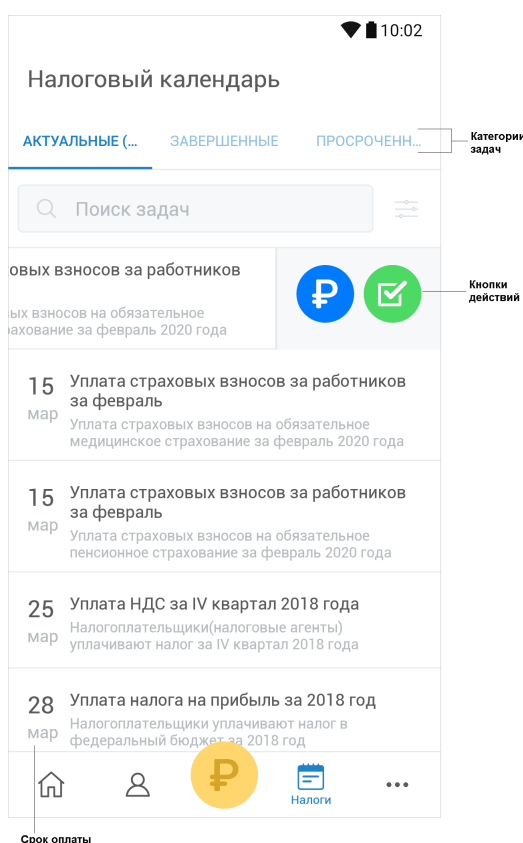 10:02
Налоговый календарь
АКТУАЛЬНЫЕ (...
ЗАВЕРШЕННЫЕ
ПРОСРОЧЕНН...
Категории
задач
Поиск задач
овых взносов за работников
ых взносов на обязательное
рахование за февраль 2020 года
Кнопки
действий
15
мар
Уплата страховых взносов за работников
за февраль
Уплата страховых взносов на обязательное
медицинское страхование за февраль 2020 года
15
мар
Уплата страховых взносов за работников
за февраль
Уплата страховых взносов на обязательное
пенсионное страхование за февраль 2020 года
25
мар
Уплата НДС за IV квартал 2018 года
Налогоплательщики(налоговые агенты)
уплачивают налог за IV квартал 2018 года
28
мар
Уплата налога на прибыль за 2018 год
Налогоплательщики уплачивают налог в
федеральный бюджет за 2018 год
Налоги
Срок оплаты